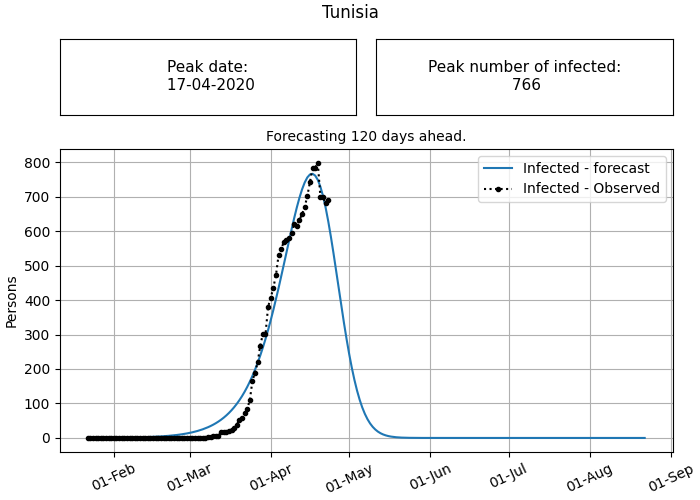 Tunisia
Peak date:
17-04-2020
Peak number of infected:
766
Forecasting 120 days ahead.
Infected - forecast
Infected - Observed
Persons
800
700
600
500
400
300
200
100
0
01-Feb
01-Mar
01-Apr
01-May
01-Jun
01-Jul
01-Aug
01-Sep